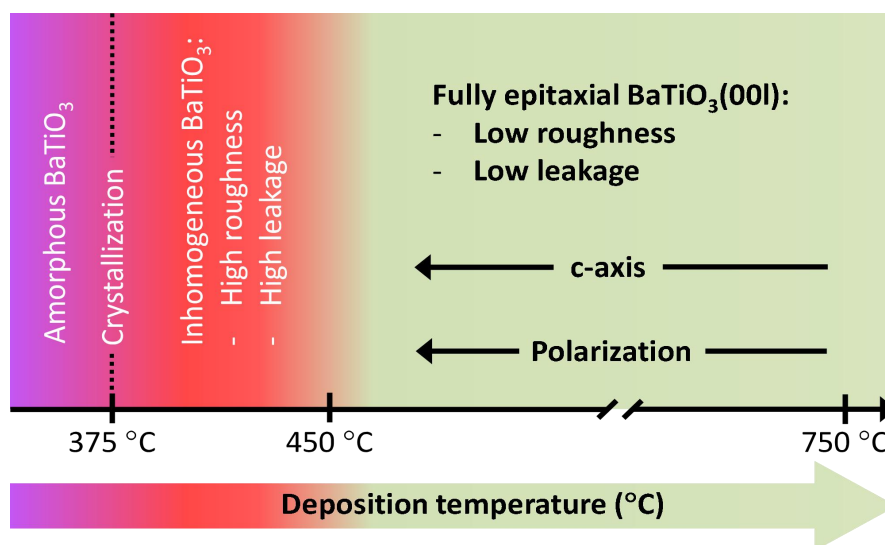 Amorphous BaTiO₃
Crystallization
Inhomogeneous BaTiO₃:
- High roughness
- High leakage
Fully epitaxial BaTiO₃(00l):
- Low roughness
- Low leakage
c-axis
Polarization
375 °C
450 °C
750 °C
Deposition temperature (°C)